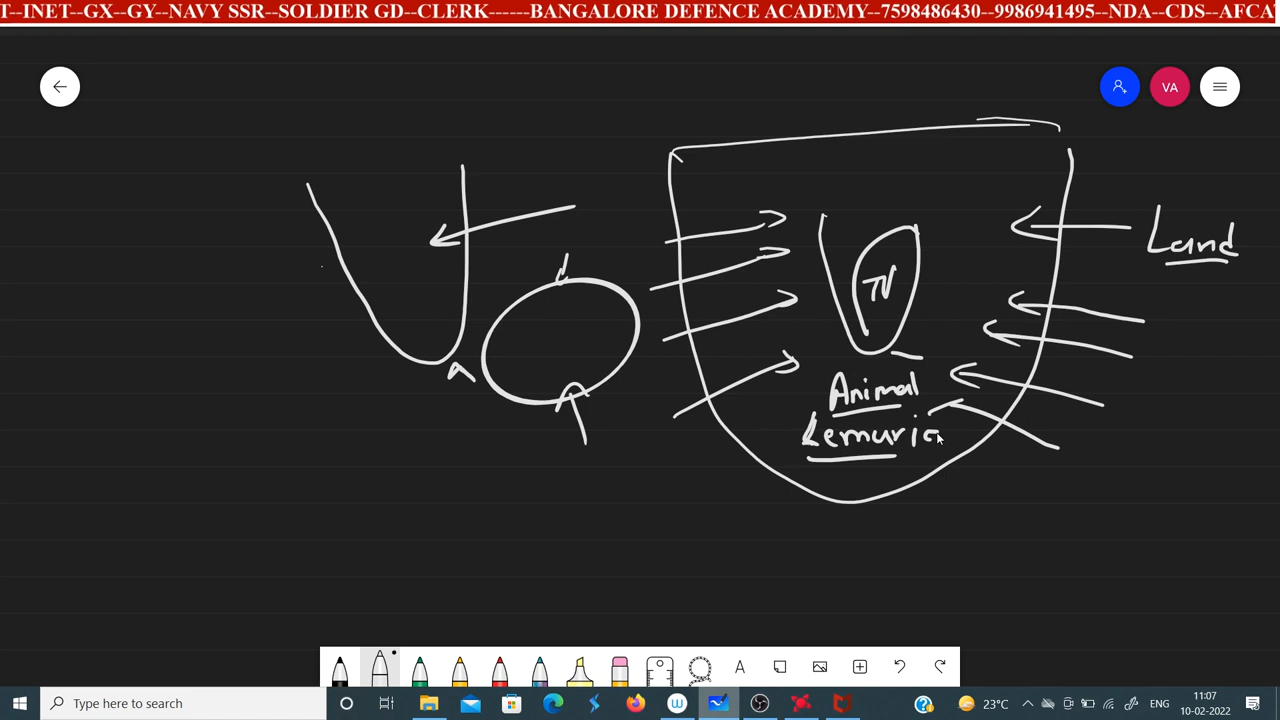 T--INET--GX--GY--NAVY SSR--SOLDIER GD--CLERK------BANGALORE DEFENCE ACADEMY--7598486430--9986941495--NDA--CDS--AFCA
VA
Land
TN
Animal
Lemuria
A
Type here to search
23°C
ENG
11:07
10-02-2022